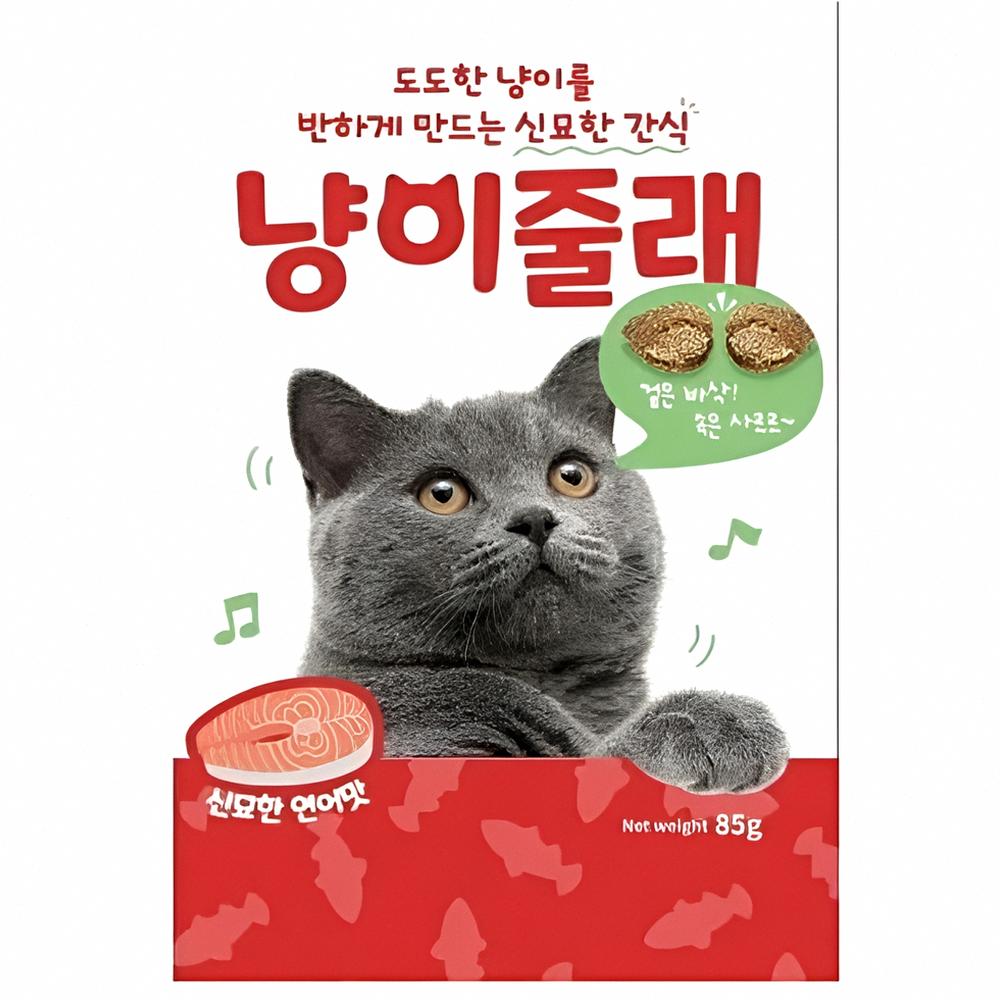 도도한 냥이를
반하게 만드는 신묘한 간식
냥이줄래
겉은 바삭!
속은 사르르~
신묘한 연어맛
Net weight 85g